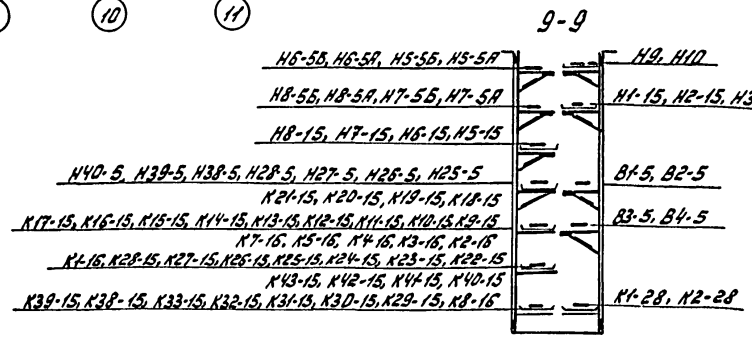 10 11
9-9
Н6-5Б, Н6-5А, Н5-5Б, Н5-5А
Н9, Н10
Н8-5Б, Н8-5А, Н7-5Б, Н7-5А
Н1-15, Н2-15, Н3
Н8-15, Н7-15, Н6-15, Н5-15
Н40-5, Н39-5, Н38-5, Н28-5, Н27-5, Н26-5, Н25-5
В1-5, В2-5
К21-15, К20-15, К19-15, К18-15
К17-15, К16-15, К15-15, К14-15, К13-15, К12-15, К11-15, К10-15, К9-15
В3-5, В4-5
К7-16, К5-16, К4-16, К3-16, К2-16
К1-16, К28-15, К27-15, К26-15, К25-15, К24-15, К23-15, К22-15
К43-15, К42-15, К41-15, К40-15
К39-15, К38-15, К33-15, К32-15, К31-15, К30-15, К29-15, К8-16
К1-28, К2-28